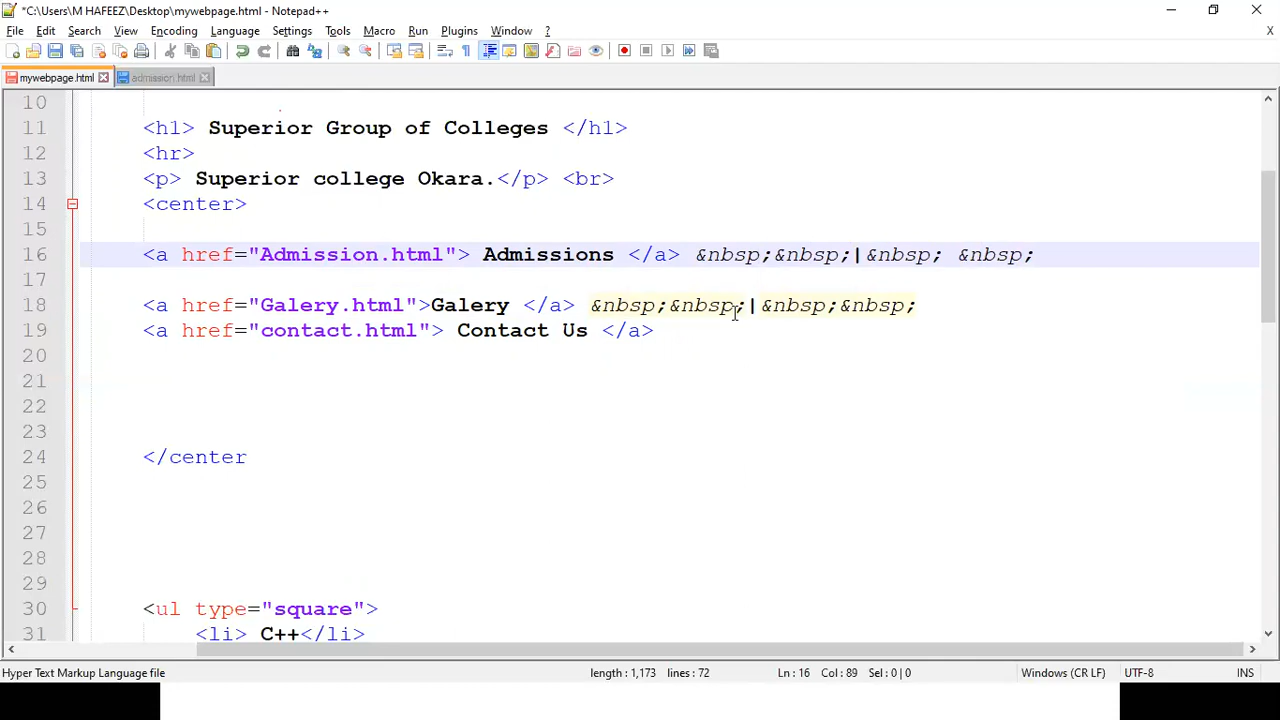 *C:\Users\M HAFEEZ\Desktop\mywebpage.html - Notepad++
File Edit Search View Encoding Language Settings Tools Macro Run Plugins Window ? X
mywebpage.html admission.html
10
11 <h1> Superior Group of Colleges </h1>
12 <hr>
13 <p> Superior college Okara.</p> <br>
14 <center>
15
16 <a href="Admission.html"> Admissions </a> &nbsp;&nbsp;|&nbsp; &nbsp;
17
18 <a href="Galery.html">Galery </a> &nbsp;&nbsp;|&nbsp;&nbsp;
19 <a href="contact.html"> Contact Us </a>
20
21
22
23
24 </center
25
26
27
28
29
30 <ul type="square">
31 <li> C++</li>
Hyper Text Markup Language file length : 1,173 lines : 72 Ln : 16 Col : 89 Sel : 0 | 0 Windows (CR LF) UTF-8 INS